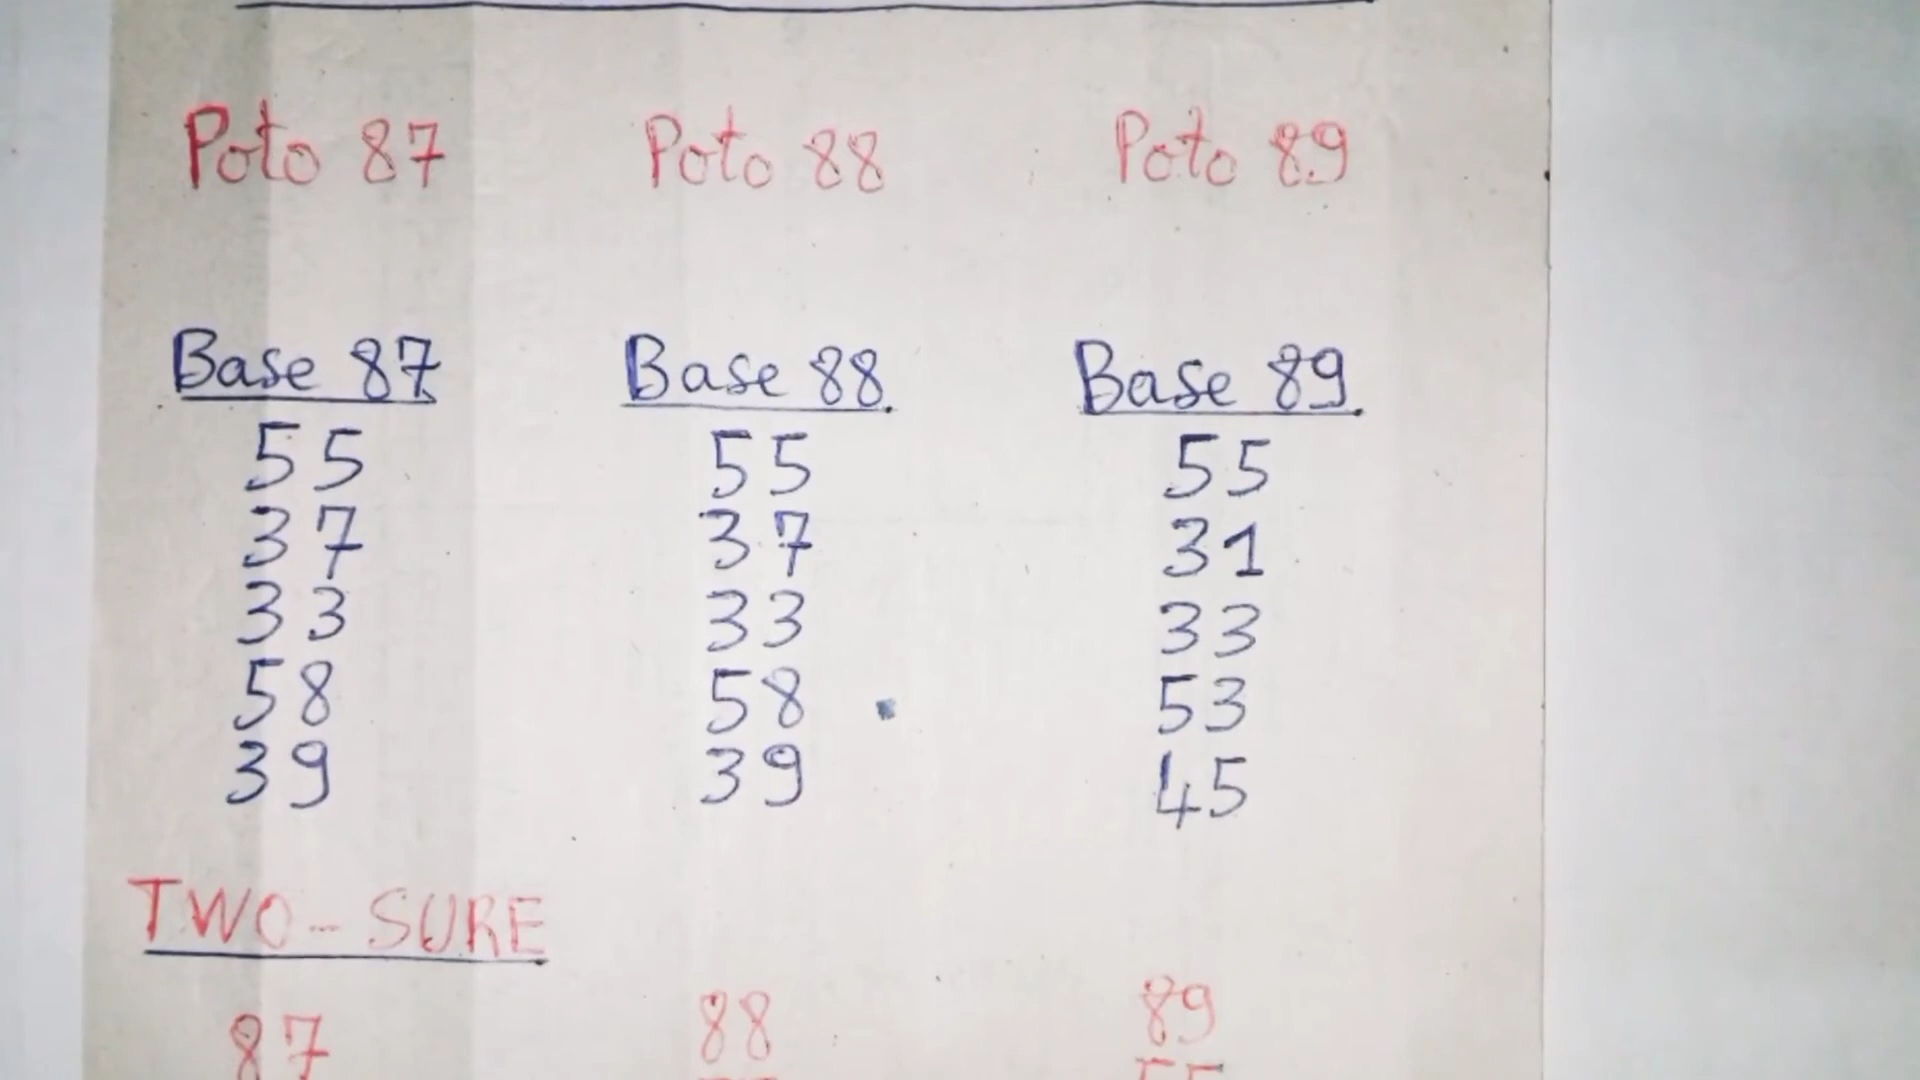 Poto 87 Poto 88 Poto 89
Base 87 Base 88. Base 89.
55 55 55
37 37 31
33 33 33
58 58 53
39 39 45
TWO-SURE
87 88 89
55